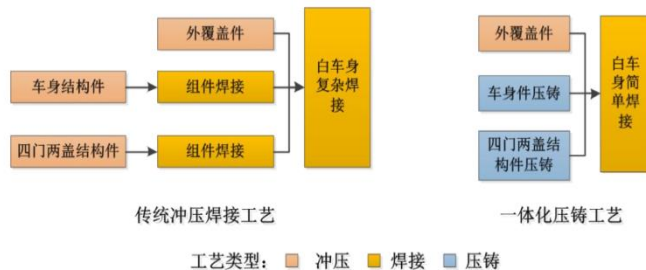 外覆盖件
车身结构件
组件焊接
四门两盖结构件
组件焊接
白车身
复杂焊
接
传统冲压焊接工艺
外覆盖件
车身件压铸
四门两盖结
构件压铸
白车
身简
单焊
接
一体化压铸工艺
工艺类型： 冲压 焊接 压铸